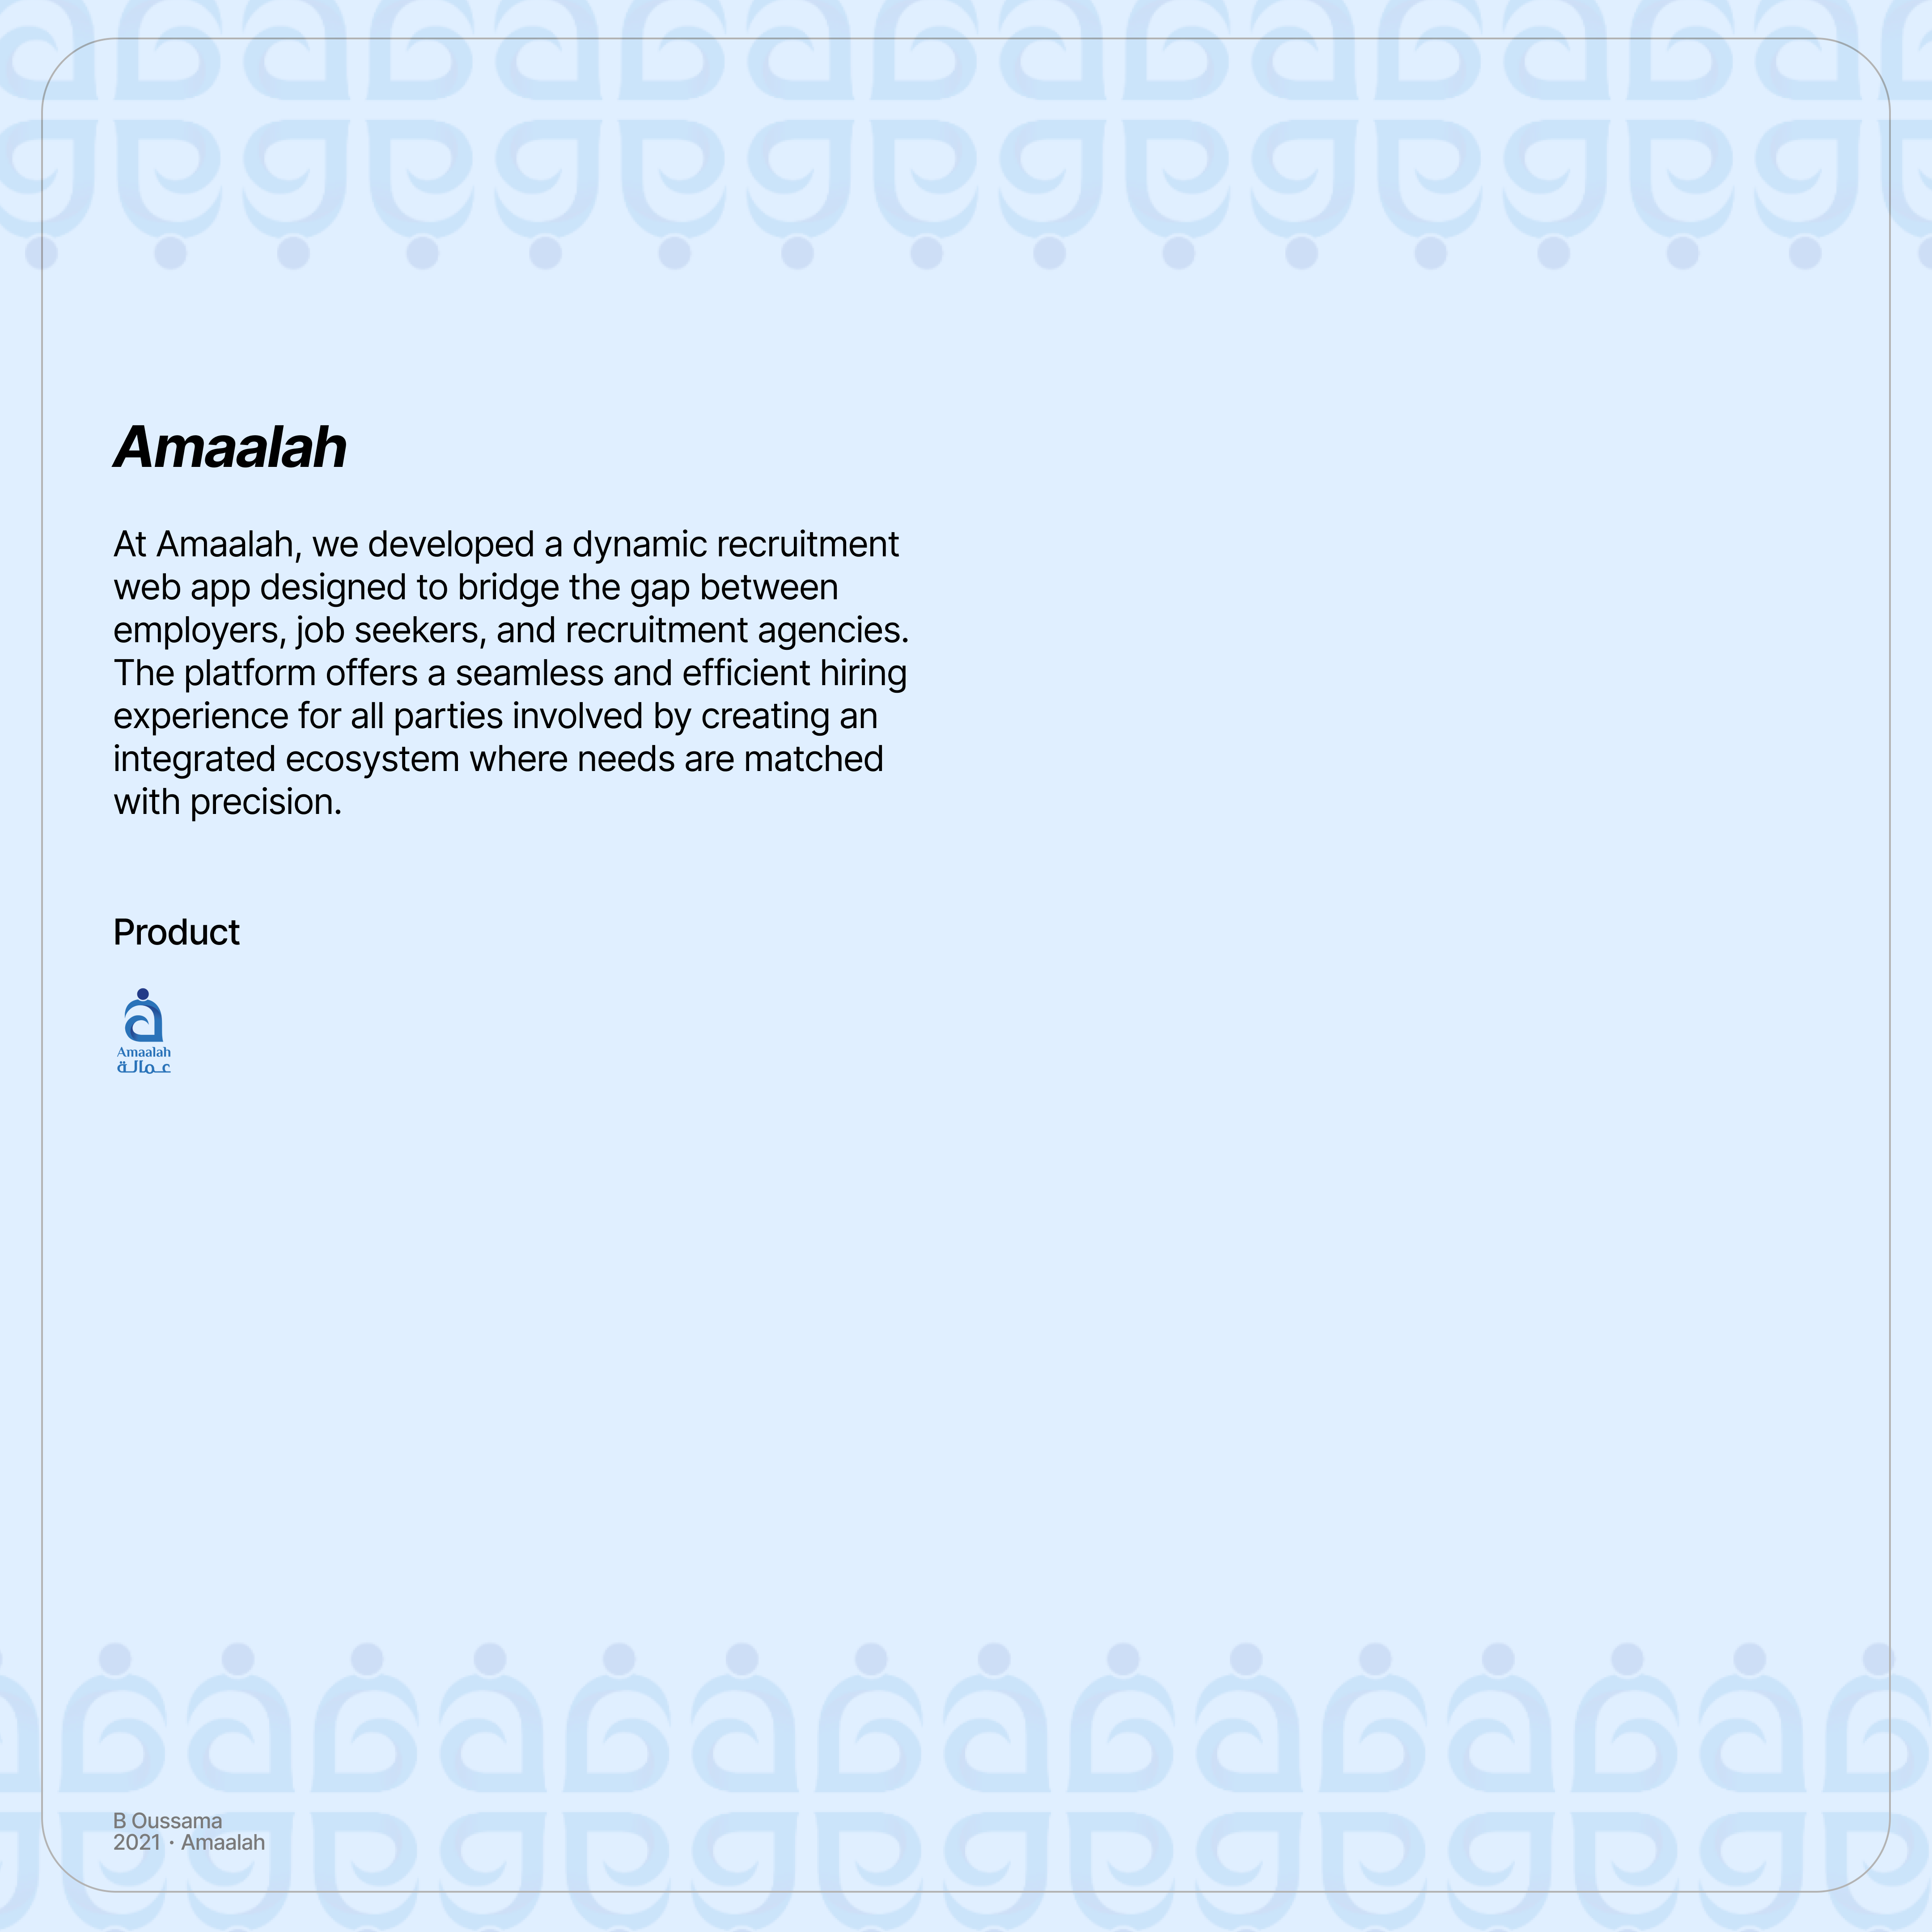 Amaalah
At Amaalah, we developed a dynamic recruitment
web app designed to bridge the gap between
employers, job seekers, and recruitment agencies.
The platform offers a seamless and efficient hiring
experience for all parties involved by creating an
integrated ecosystem where needs are matched
with precision.
Product
Amaalah
عـمالـة
B Oussama
2021 · Amaalah